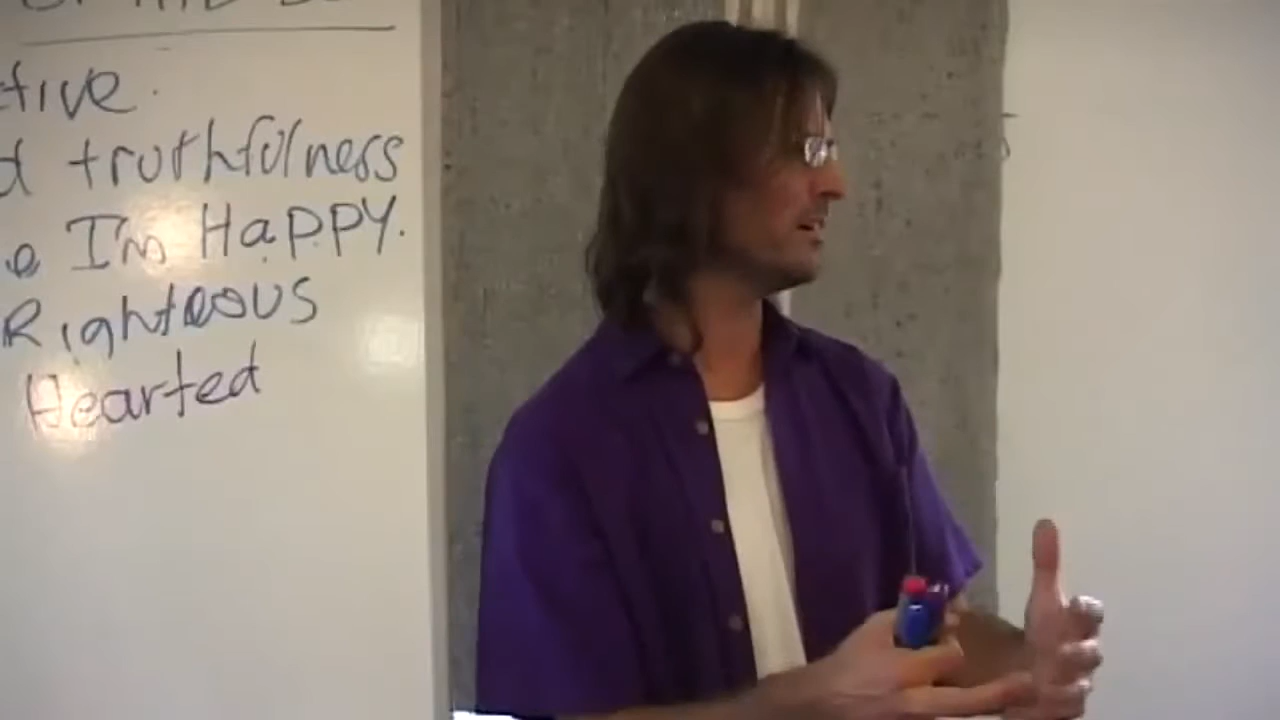 tive.
d truthfulness
e I'm HaPPY.
Righteous
Hearted